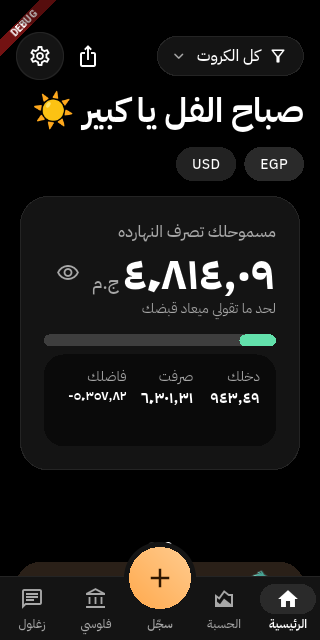 DEBUG
كل الكروت
صباح الفل يا كبير ☀️
EGP USD
مسموحلك تصرف النهارده
٤,٨١٤,٠٩ ج.م
لحد ما تقولي ميعاد قبضك
دخلك صرفت فاضلك
٩٤٣,٤٩ ٦,٣٠١,٣١ -٥,٣٥٧,٨٢
الرئيسية الحسبة سجّل فلوسي زغلول